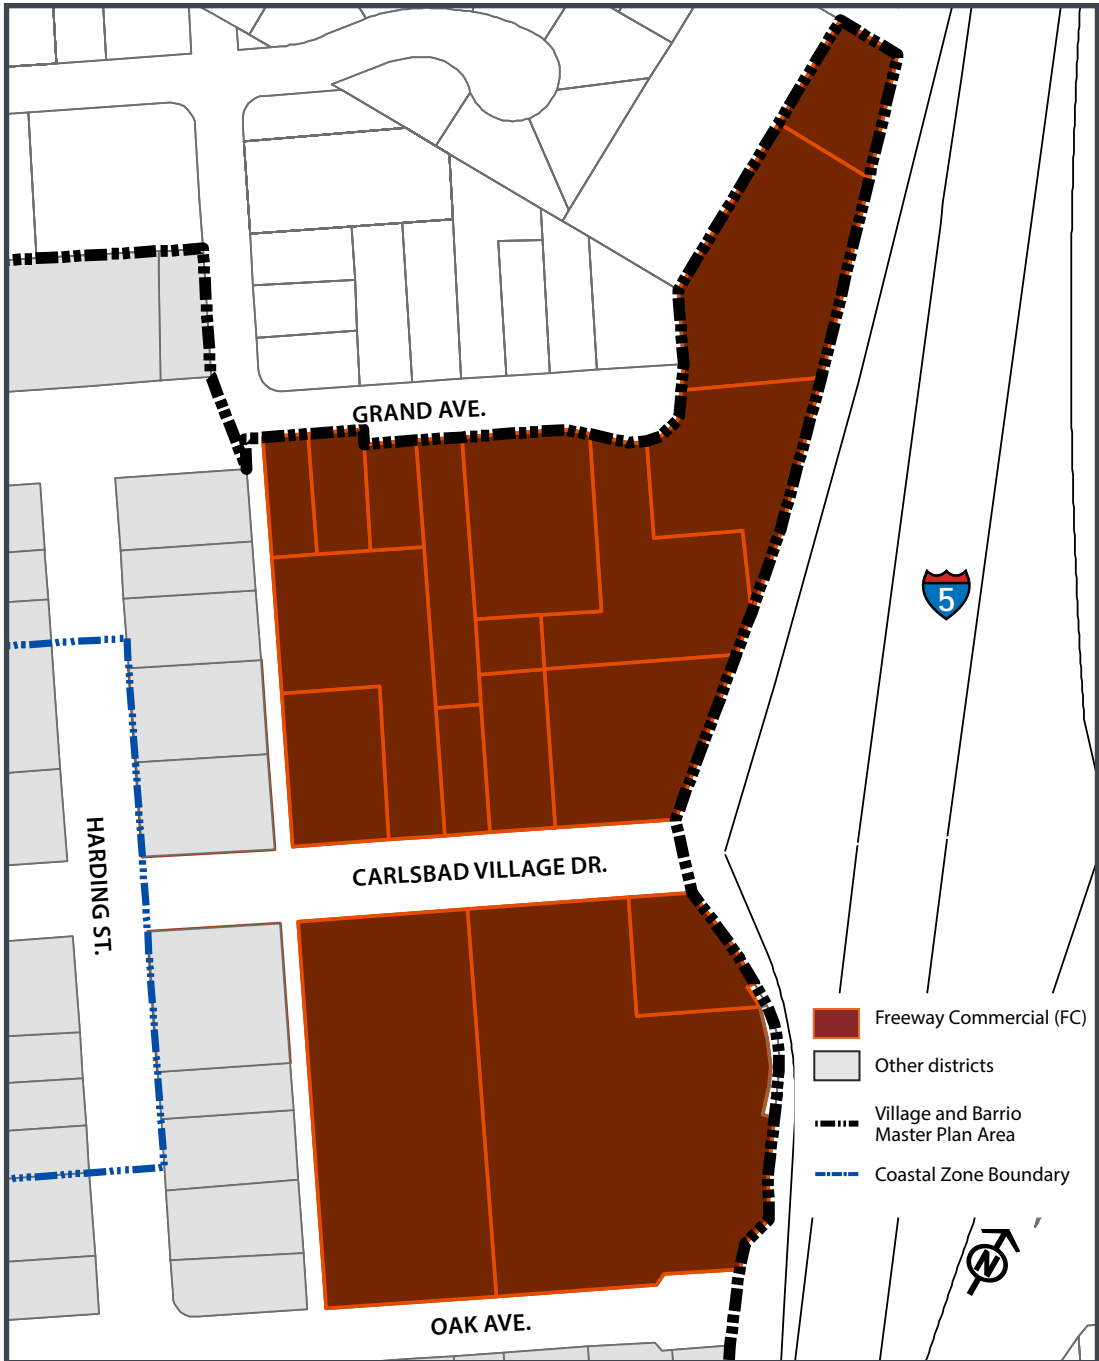 GRAND AVE.
5
HARDING ST.
CARLSBAD VILLAGE DR.
Freeway Commercial (FC)
Other districts
Village and Barrio
Master Plan Area
Coastal Zone Boundary
N
OAK AVE.